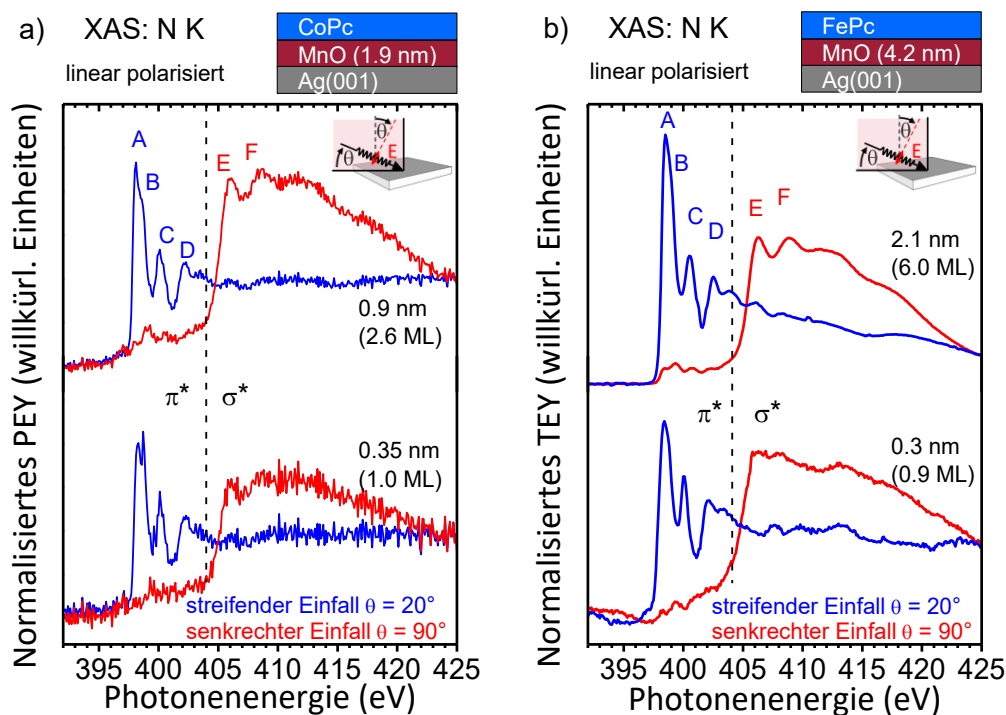 a) XAS: N K
linear polarisiert
CoPc
MnO (1.9 nm)
Ag(001)
A
B
C
D
E
F
θ
E
θ
0.9 nm
(2.6 ML)
π* σ*
0.35 nm
(1.0 ML)
streifender Einfall θ = 20°
senkrechter Einfall θ = 90°
Normalisiertes PEY (willkürl. Einheiten)
395 400 405 410 415 420 425
Photonenenergie (eV)
b) XAS: N K
linear polarisiert
FePc
MnO (4.2 nm)
Ag(001)
A
B
C
D
E
F
θ
E
θ
2.1 nm
(6.0 ML)
π* σ*
0.3 nm
(0.9 ML)
streifender Einfall θ = 20°
senkrechter Einfall θ = 90°
Normalisiertes TEY (willkürl. Einheiten)
395 400 405 410 415 420 425
Photonenenergie (eV)